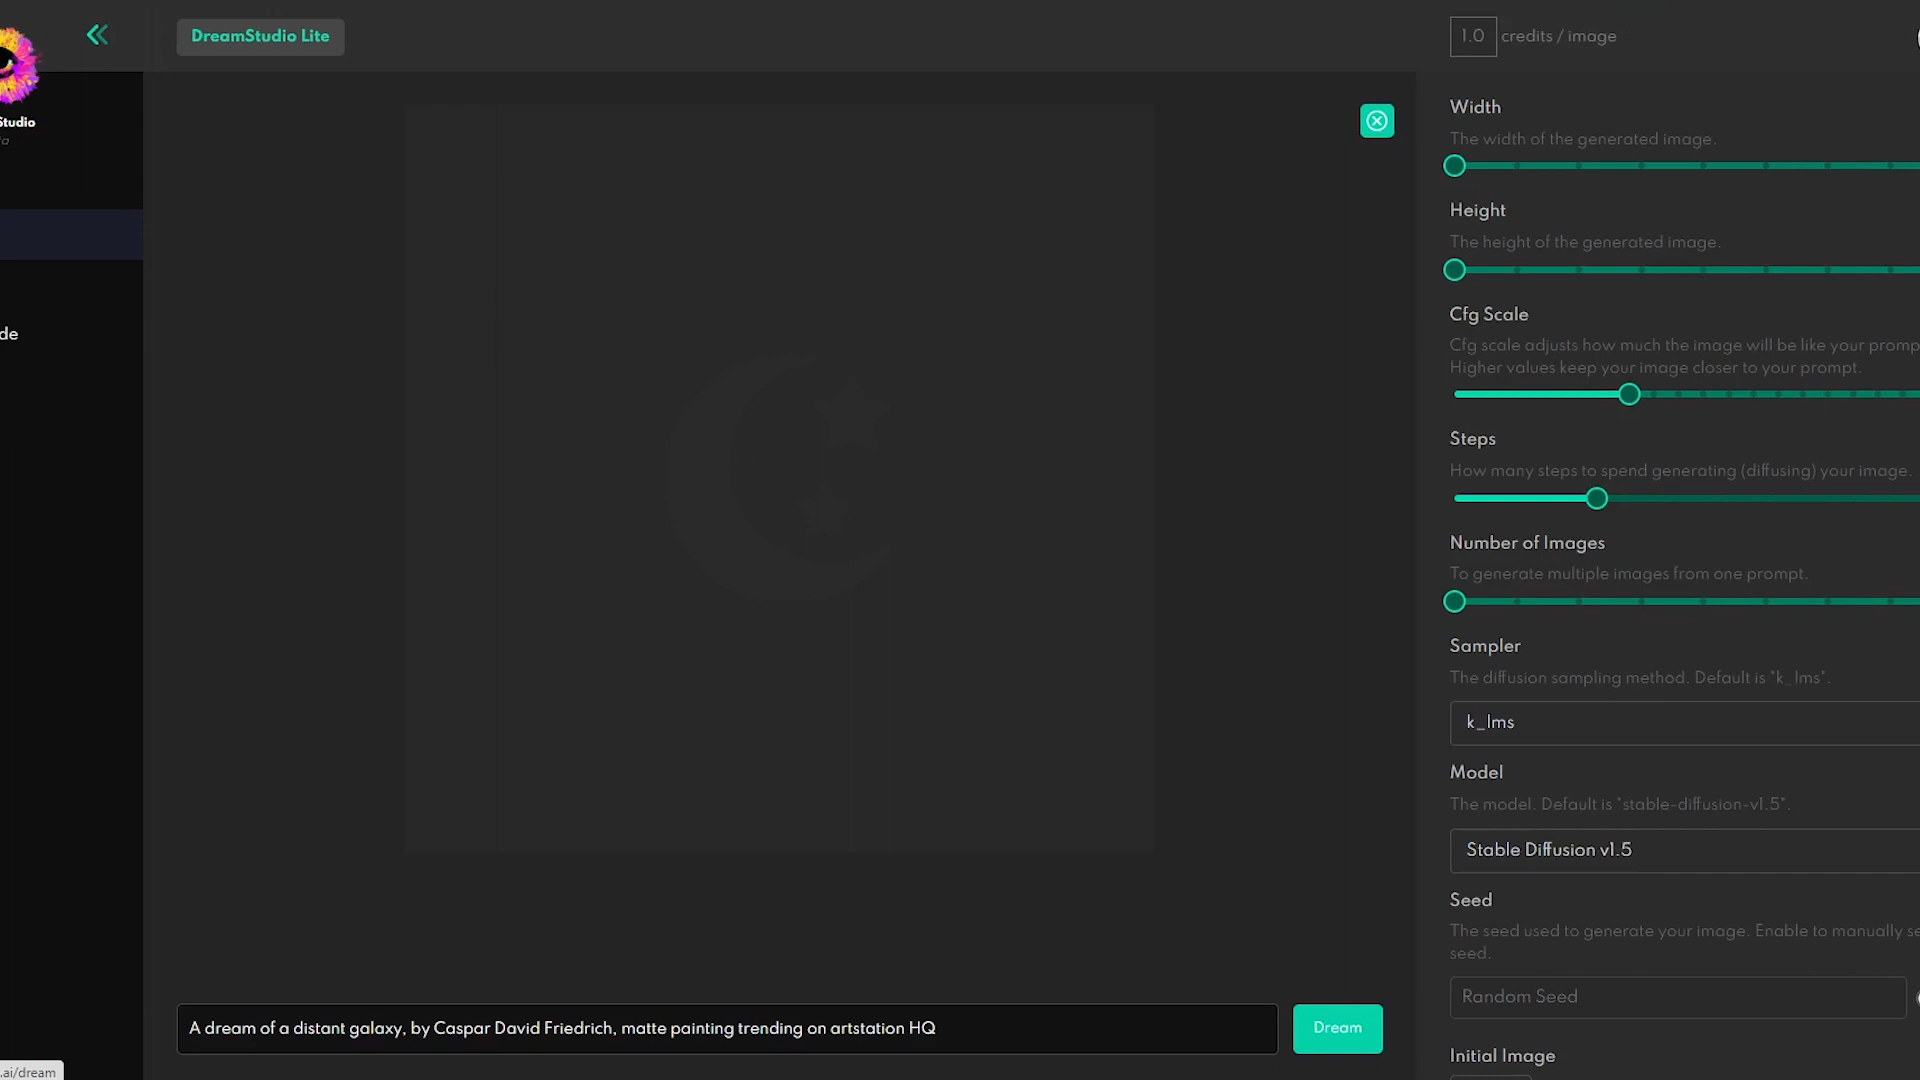 DreamStudio Lite
1.0 credits / image
Studio
de
Width
The width of the generated image.
Height
The height of the generated image.
Cfg Scale
Cfg scale adjusts how much the image will be like your promp
Higher values keep your image closer to your prompt.
Steps
How many steps to spend generating (diffusing) your image.
Number of Images
To generate multiple images from one prompt.
Sampler
The diffusion sampling method. Default is "k_lms".
k_lms
Model
The model. Default is "stable-diffusion-v1.5".
Stable Diffusion v1.5
Seed
The seed used to generate your image. Enable to manually se
seed.
Random Seed
Initial Image
A dream of a distant galaxy, by Caspar David Friedrich, matte painting trending on artstation HQ
Dream
.ai/dream